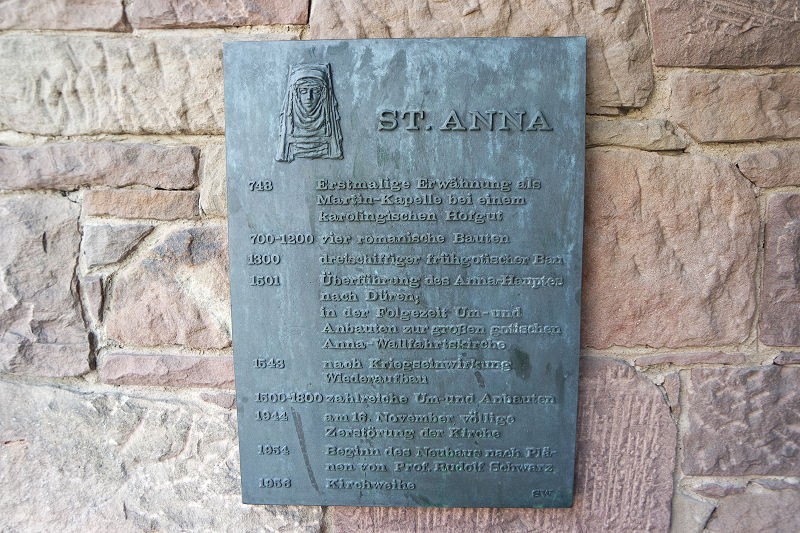 ST. ANNA
748 Erstmalige Erwähnung als
Martin-Kapelle bei einem
karolingischen Hofgut
700-1200 vier romanische Bauten
1300 dreischiffiger frühgotischer Bau
1501 Überführung des Anna-Hauptes
nach Düren;
in der Folgezeit Um-und
Anbauten zur großen gotischen
Anna-Wallfahrtskirche
1543 nach Kriegseinwirkung
Wiederaufbau
1500-1800 zahlreiche Um-und Anbauten
1944 am 16. November völlige
Zerstörung der Kirche
1954 Beginn des Neubaus nach Plä-
nen von Prof. Rudolf Schwarz
1956 Kirchweihe